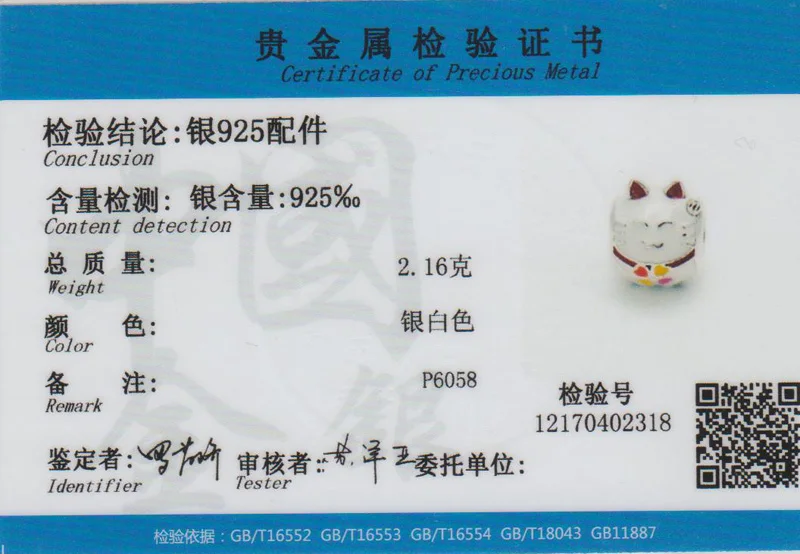 贵金属检验证书
Certificate of Precious Metal
检验结论:银925配件
Conclusion
含量检测: 银含量:925‰
Content detection
总质量: 2.16克
Weight
颜色: 银白色
Color
备注: P6058
Remark
检验号
12170402318
鉴定者: 审核者: 委托单位:
Identifier Tester
检验依据: GB/T16552 GB/T16553 GB/T16554 GB/T18043 GB11887